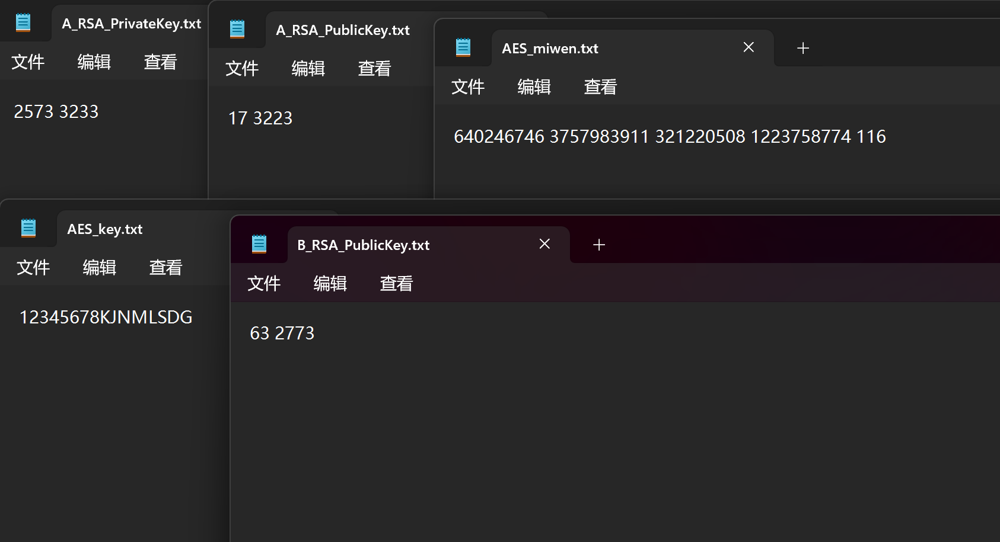 A_RSA_PrivateKey.txt
文件 编辑 查看
2573 3233
A_RSA_PublicKey.txt
文件 编辑 查看
17 3223
AES_miwen.txt
文件 编辑 查看
640246746 3757983911 321220508 1223758774 116
AES_key.txt
文件 编辑 查看
12345678KJNMLSDG
B_RSA_PublicKey.txt
文件 编辑 查看
63 2773